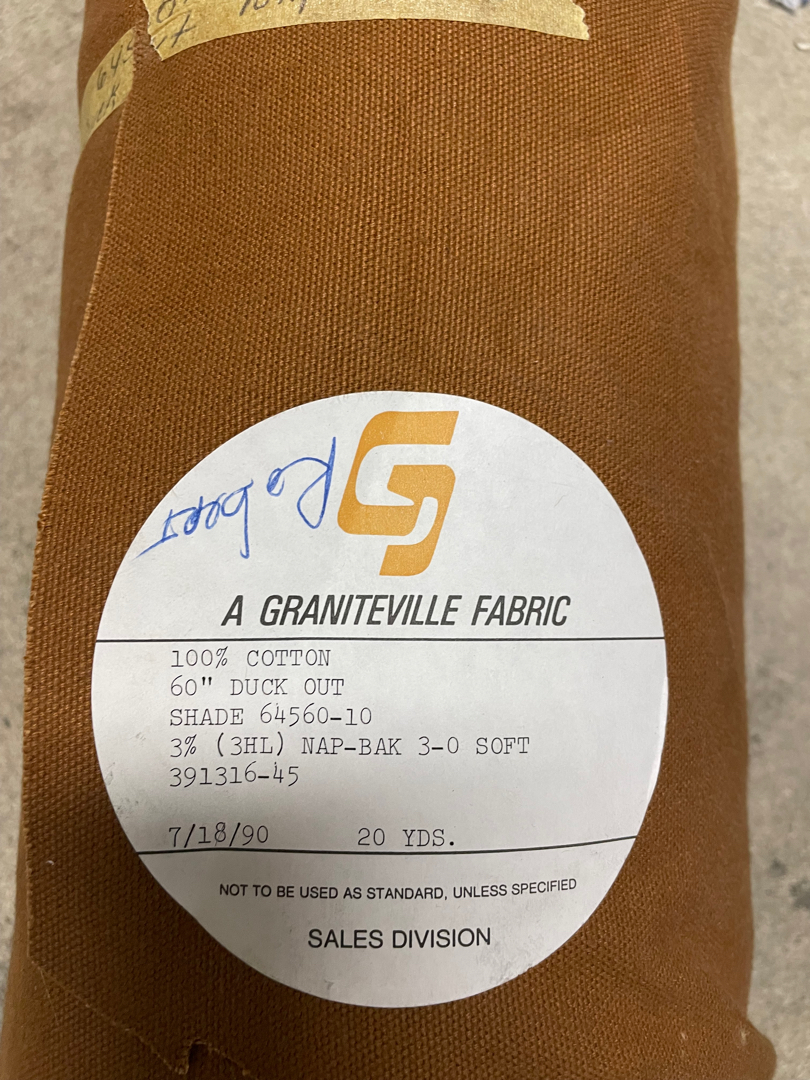 Robert
G
A GRANITEVILLE FABRIC
100% COTTON
60" DUCK OUT
SHADE 64560-10
3% (3HL) NAP-BAK 3-0 SOFT
391316-45
7/18/90 20 YDS.
NOT TO BE USED AS STANDARD, UNLESS SPECIFIED
SALES DIVISION